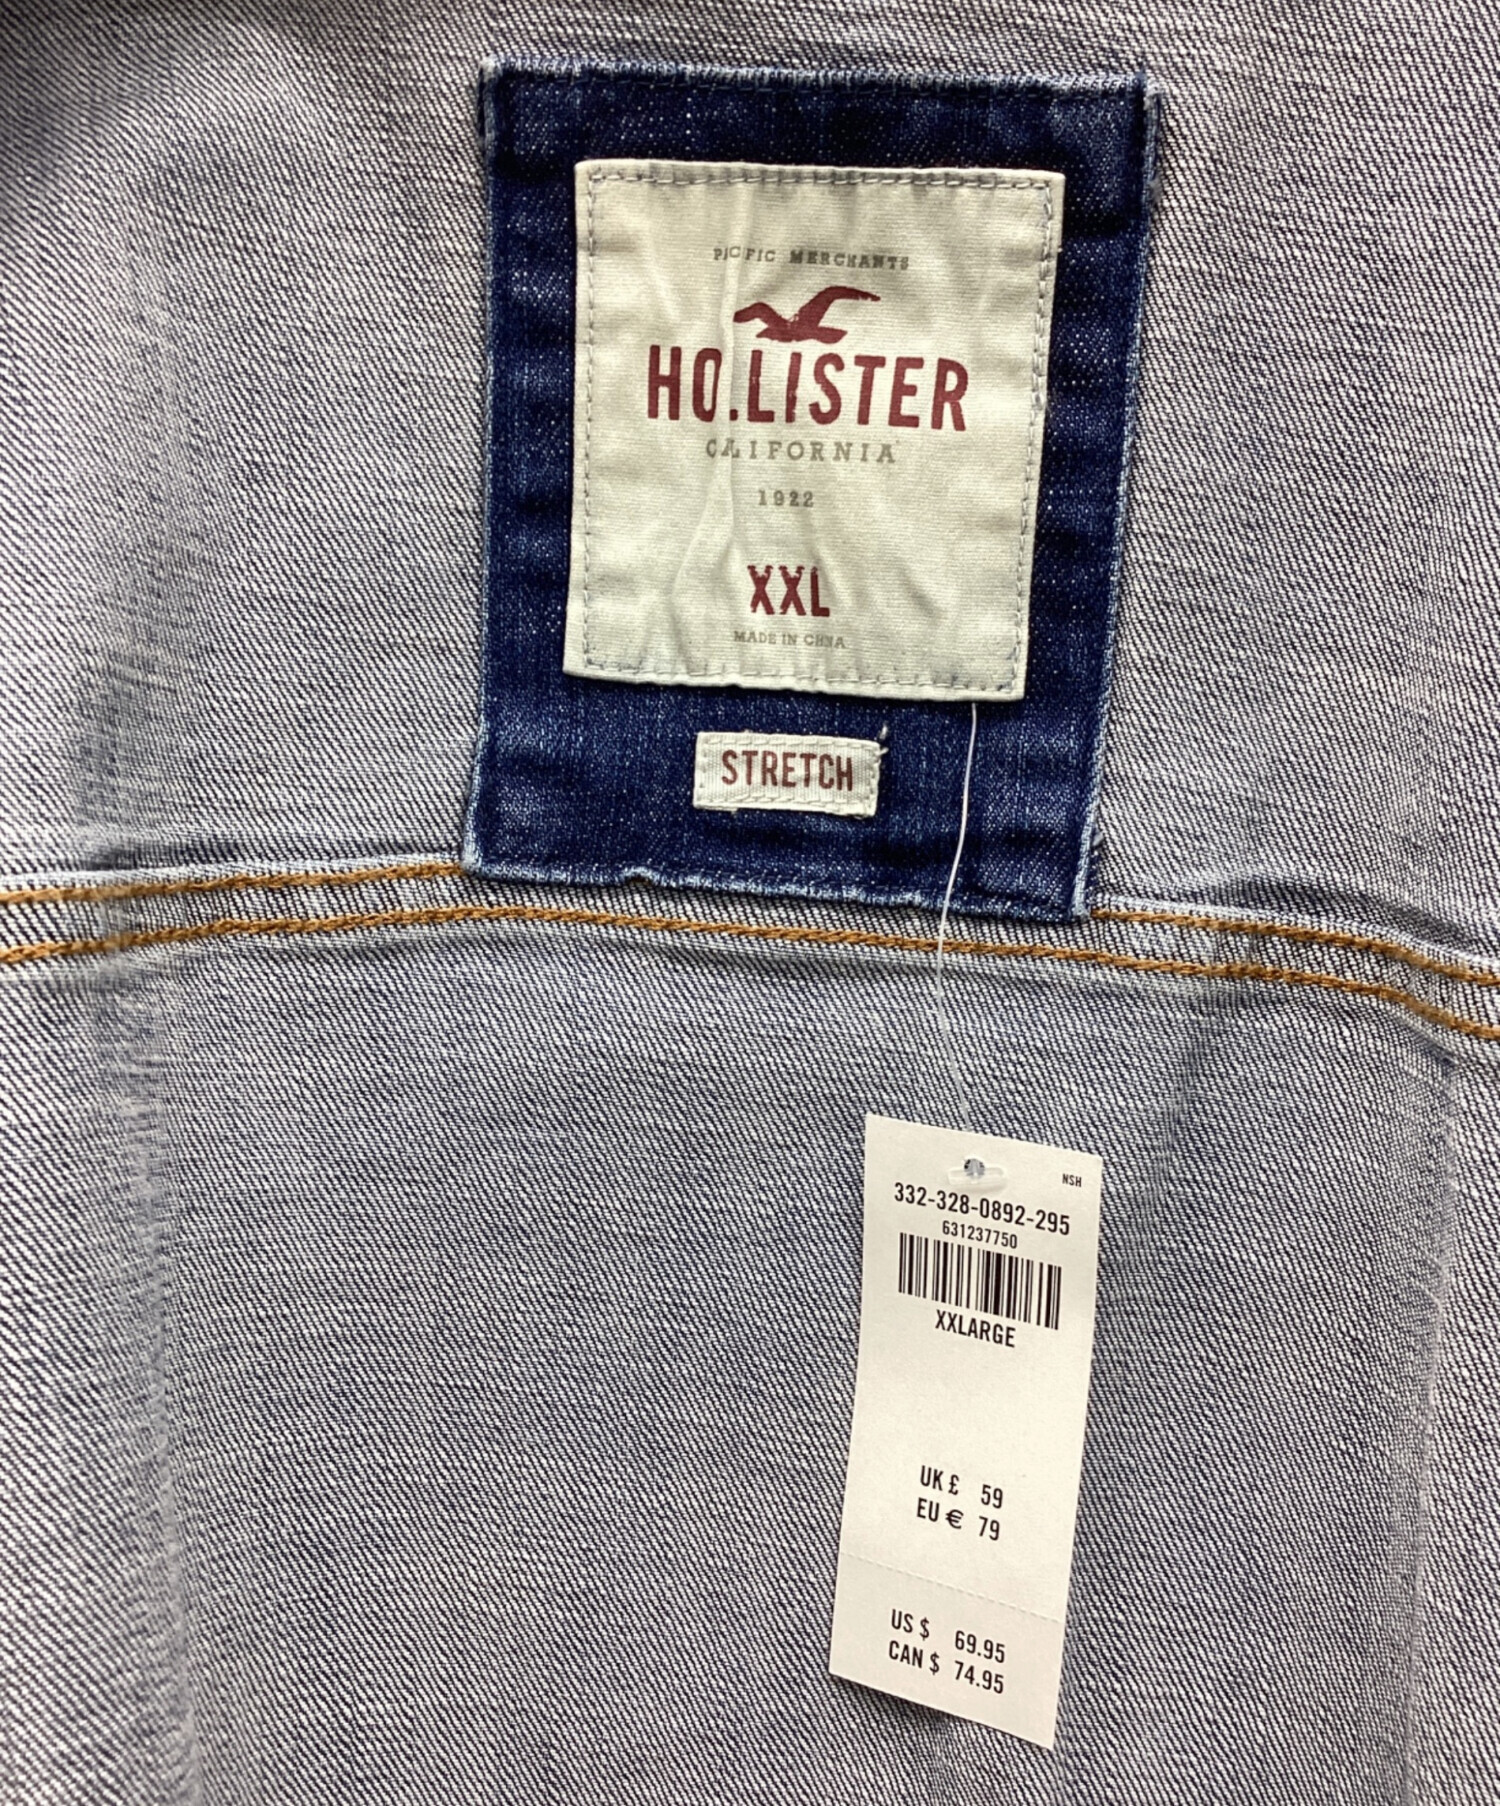 PACIFIC MERCHANTS
HOLLISTER
CALIFORNIA
1922
XXL
MADE IN CHINA
STRETCH
NSH
332-328-0892-295
631237750
XXLARGE
UK £ 59
EU € 79
US $ 69.95
CAN $ 74.95